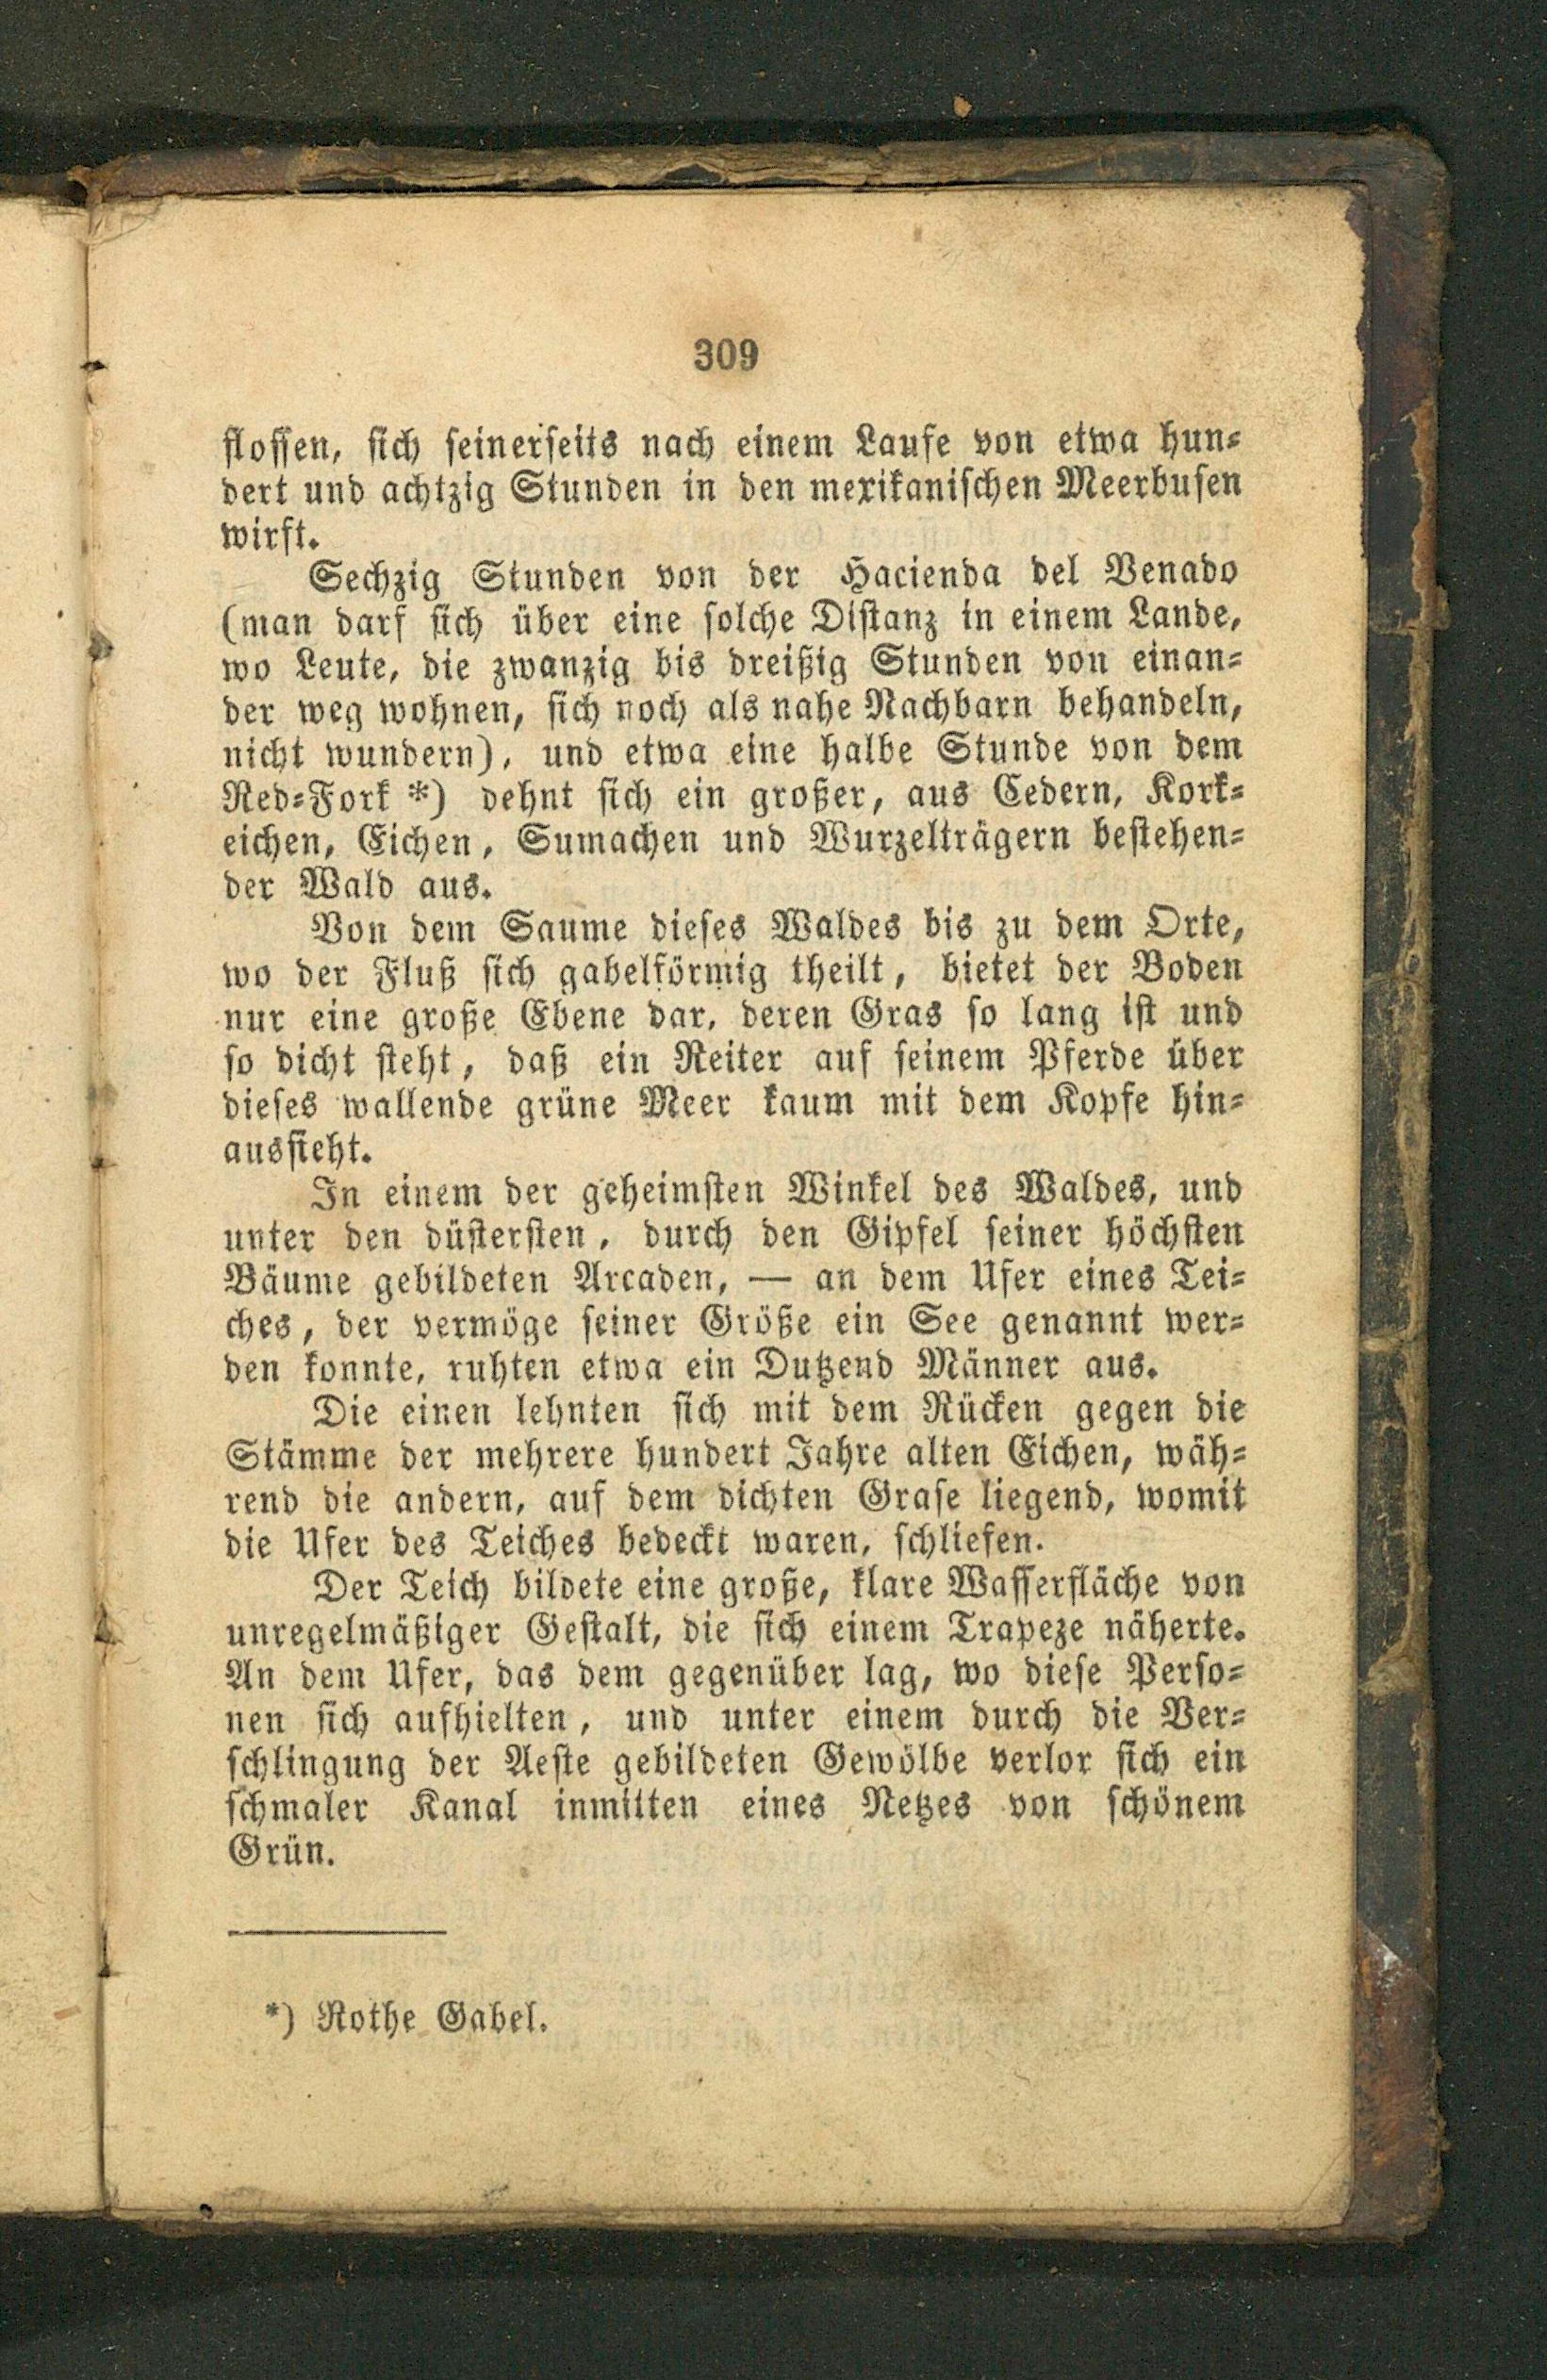 309
flossen, sich seinerseits nach einem Laufe von etwa hun=
dert und achtzig Stunden in den mexikanischen Meerbusen
wirft.
Sechzig Stunden von der Hacienda del Venado
(man darf sich über eine solche Distanz in einem Lande,
wo Leute, die zwanzig bis dreißig Stunden von einan=
der weg wohnen, sich noch als nahe Nachbarn behandeln,
nicht wundern), und etwa eine halbe Stunde von dem
Red=Fork *) dehnt sich ein großer, aus Cedern, Kork=
eichen, Eichen, Sumachen und Wurzelträgern bestehen=
der Wald aus.
Von dem Saume dieses Waldes bis zu dem Orte,
wo der Fluß sich gabelförmig theilt, bietet der Boden
nur eine große Ebene dar, deren Gras so lang ist und
so dicht steht, daß ein Reiter auf seinem Pferde über
dieses wallende grüne Meer kaum mit dem Kopfe hin=
aussieht.
In einem der geheimsten Winkel des Waldes, und
unter den düstersten, durch den Gipfel seiner höchsten
Bäume gebildeten Arcaden, — an dem Ufer eines Tei=
ches, der vermöge seiner Größe ein See genannt wer=
den konnte, ruhten etwa ein Dutzend Männer aus.
Die einen lehnten sich mit dem Rücken gegen die
Stämme der mehrere hundert Jahre alten Eichen, wäh=
rend die andern, auf dem dichten Grase liegend, womit
die Ufer des Teiches bedeckt waren, schliefen.
Der Teich bildete eine große, klare Wasserfläche von
unregelmäßiger Gestalt, die sich einem Trapeze näherte.
An dem Ufer, das dem gegenüber lag, wo diese Perso=
nen sich aufhielten, und unter einem durch die Ver=
schlingung der Aeste gebildeten Gewölbe verlor sich ein
schmaler Kanal inmitten eines Netzes von schönem
Grün.
*) Rothe Gabel.